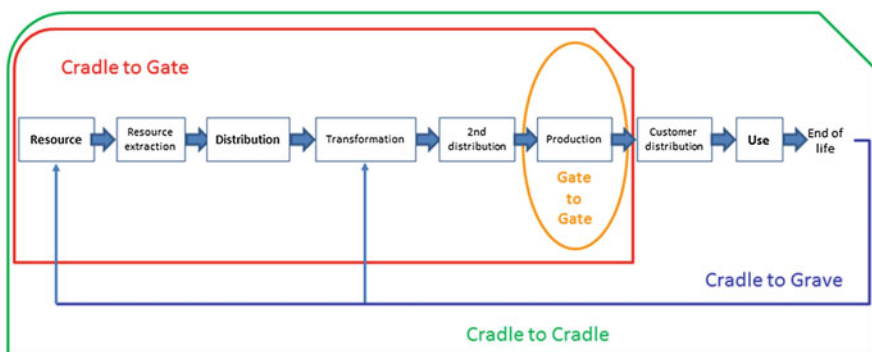 Cradle to Gate
Resource
Resource
extraction
Distribution
Transformation
2nd
distribution
Production
Customer
distribution
Use
End of
life
Gate
to
Gate
Cradle to Grave
Cradle to Cradle